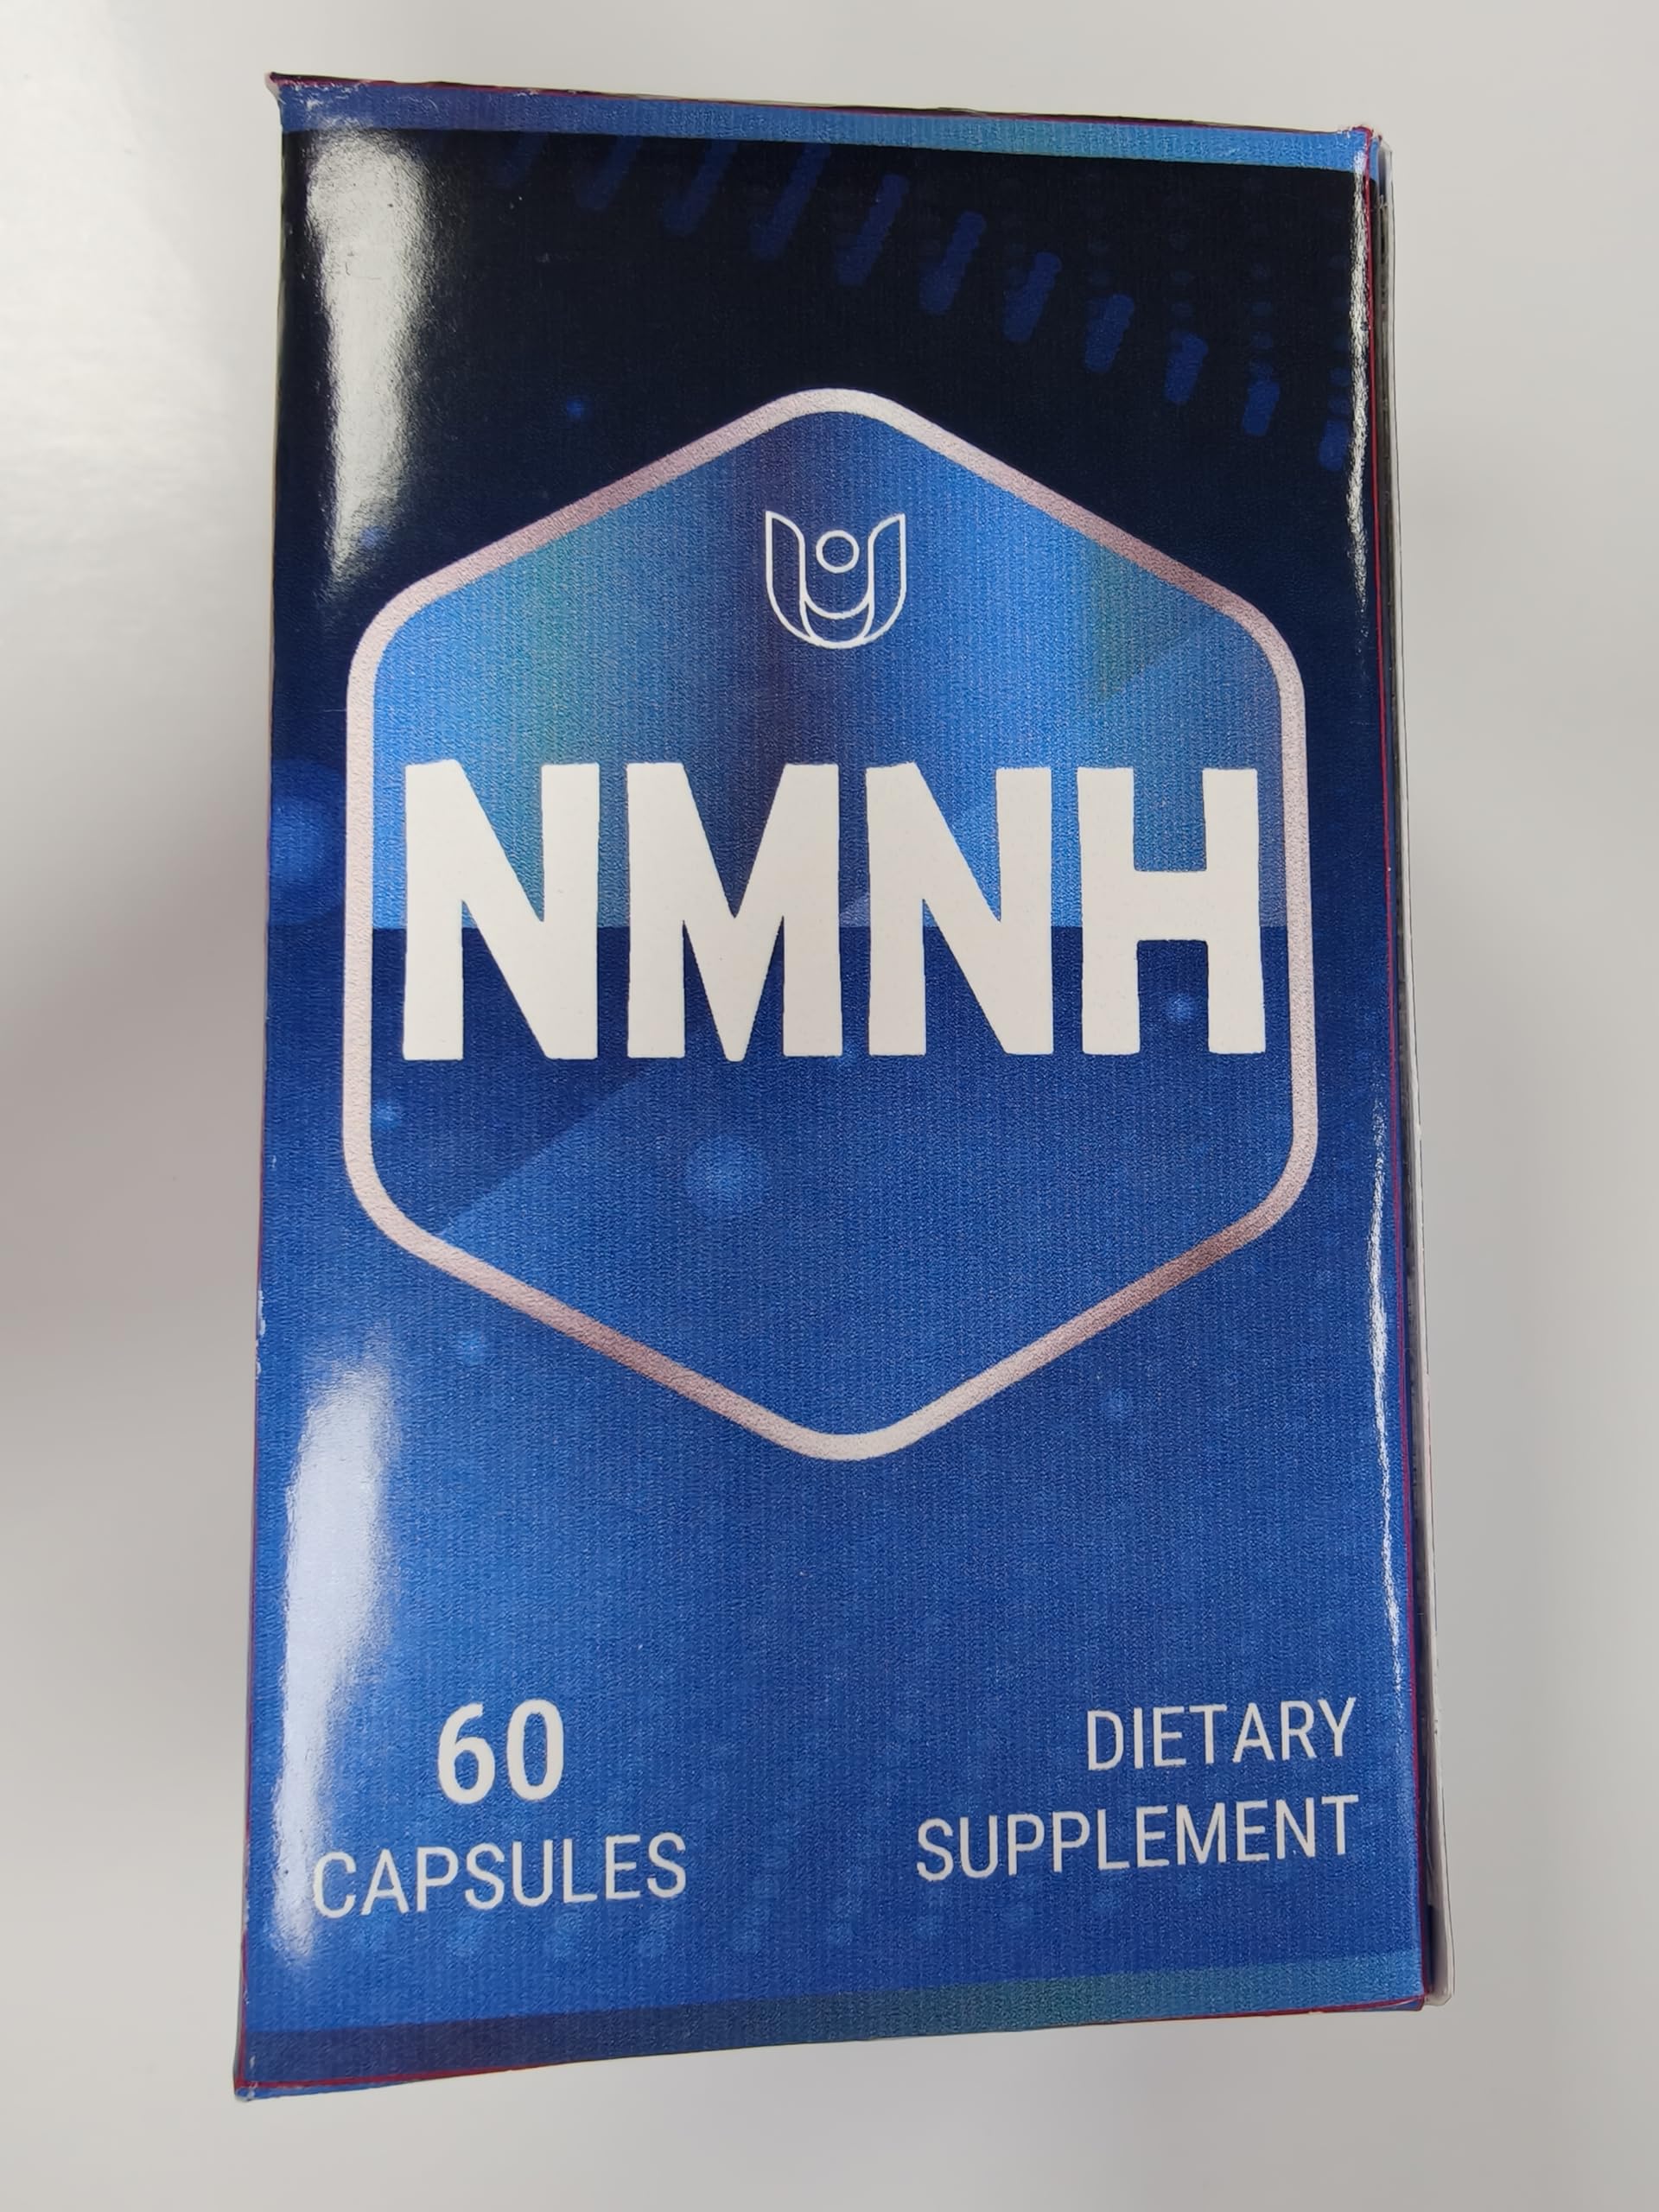 NMNH
60
CAPSULES
DIETARY
SUPPLEMENT